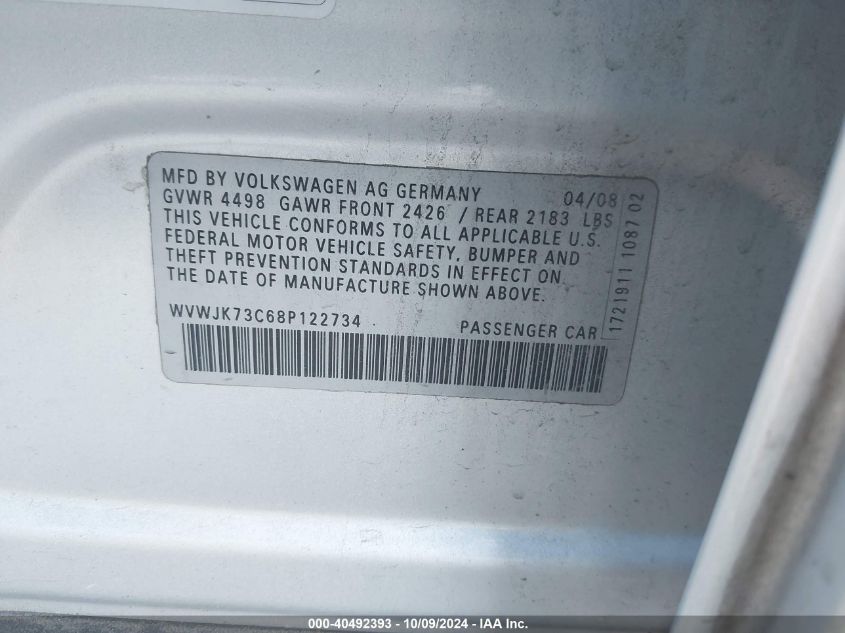 MFD BY VOLKSWAGEN AG GERMANY 04/08
GVWR 4498 GAWR FRONT 2426 / REAR 2183 LBS
THIS VEHICLE CONFORMS TO ALL APPLICABLE U.S.
FEDERAL MOTOR VEHICLE SAFETY, BUMPER AND
THEFT PREVENTION STANDARDS IN EFFECT ON
THE DATE OF MANUFACTURE SHOWN ABOVE.
WVWJK73C68P122734 PASSENGER CAR
1721911 1087 02
000-40492393 - 10/09/2024 - IAA Inc.